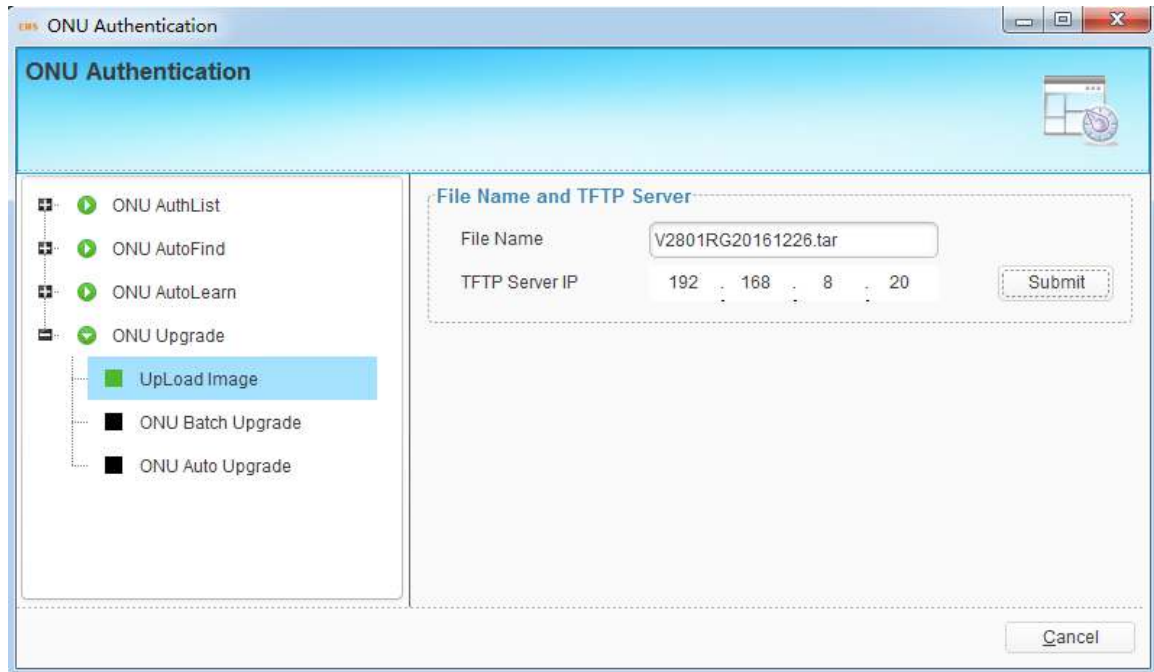 EMS ONU Authentication
ONU Authentication
ONU AuthList
ONU AutoFind
ONU AutoLearn
ONU Upgrade
UpLoad Image
ONU Batch Upgrade
ONU Auto Upgrade
File Name and TFTP Server
File Name V2801RG20161226.tar
TFTP Server IP 192 . 168 . 8 . 20 Submit
Cancel